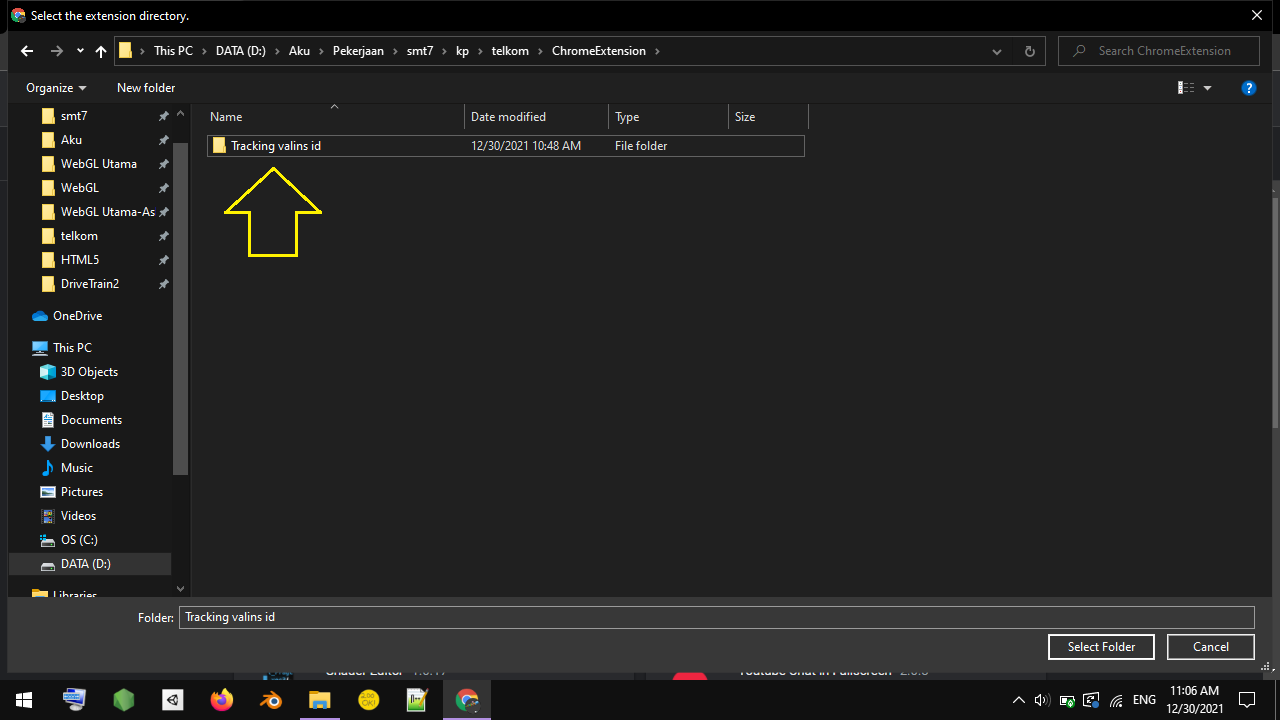 Select the extension directory.
This PC > DATA (D:) > Aku > Pekerjaan > smt7 > kp > telkom > ChromeExtension >
Search ChromeExtension
Organize
New folder
Name
Date modified
Type
Size
Tracking valins id
12/30/2021 10:48 AM
File folder
smt7
Aku
WebGL Utama
WebGL
WebGL Utama-As
telkom
HTML5
DriveTrain2
OneDrive
This PC
3D Objects
Desktop
Documents
Downloads
Music
Pictures
Videos
OS (C:)
DATA (D:)
Libraries
Folder:
Tracking valins id
Select Folder
Cancel
Shader Editor
Youtube Chat in Fullscreen
ENG
11:06 AM
12/30/2021